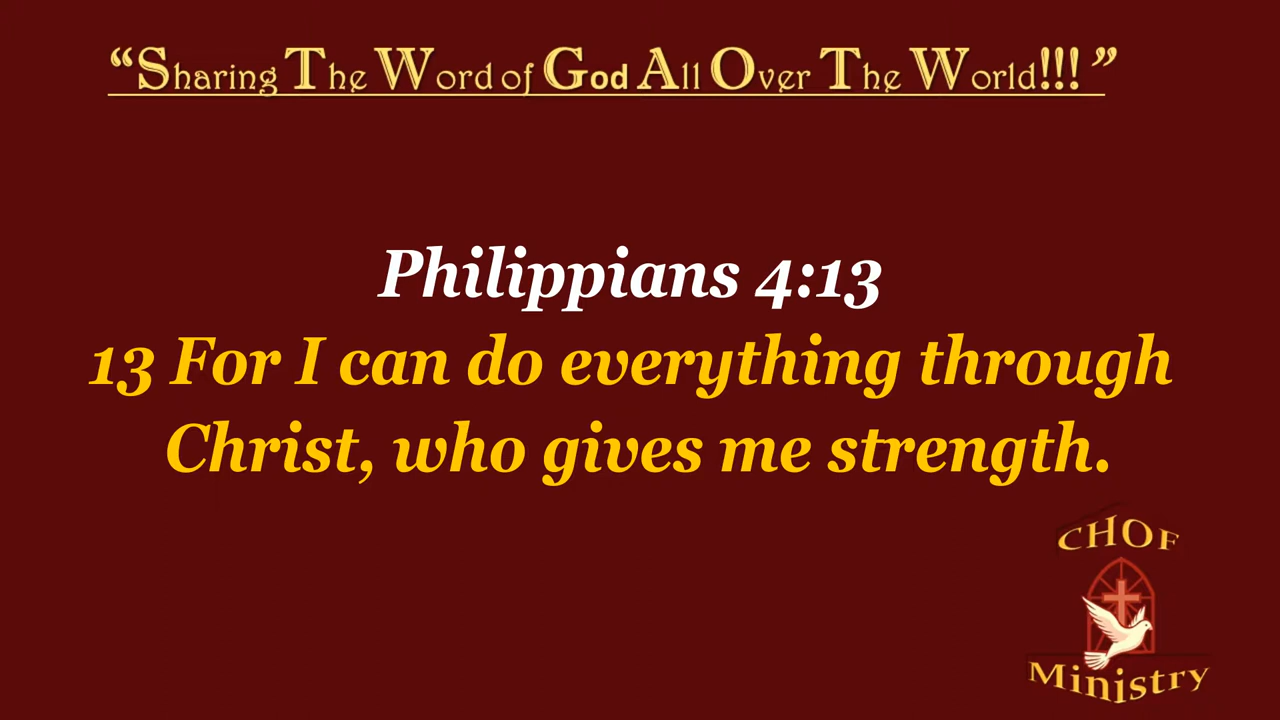 “Sharing The Word of God All Over The World!!! ”
Philippians 4:13
13 For I can do everything through
Christ, who gives me strength.
CHOF
Ministry